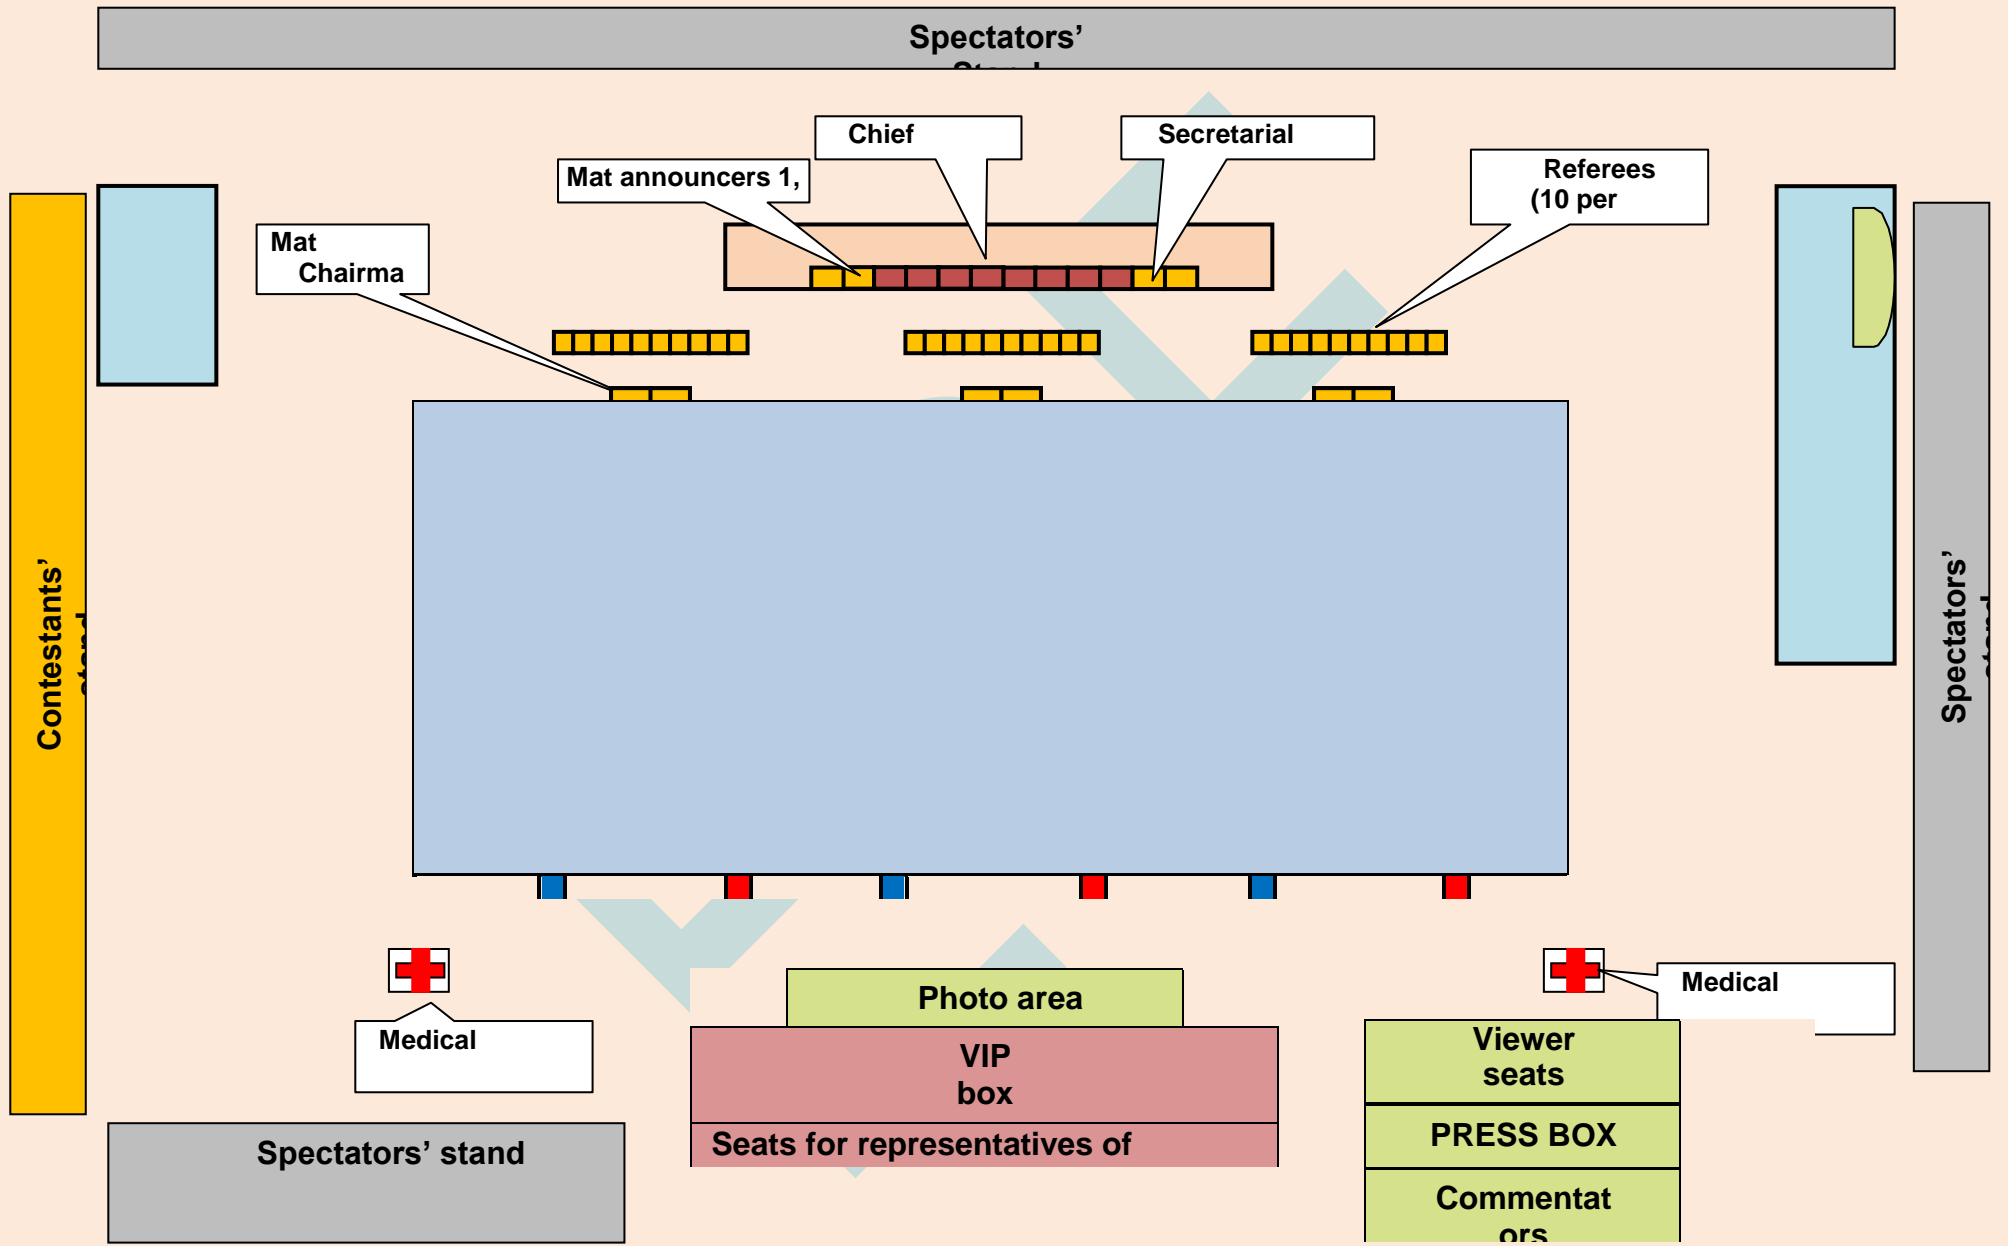 Spectators’
Chief
Secretarial
Mat announcers 1,
Referees
(10 per
Mat
Chairma
Contestants’
Spectators’
Medical
Medical
Photo area
VIP
box
Seats for representatives of
Viewer
seats
PRESS BOX
Commentat
ors
Spectators’ stand